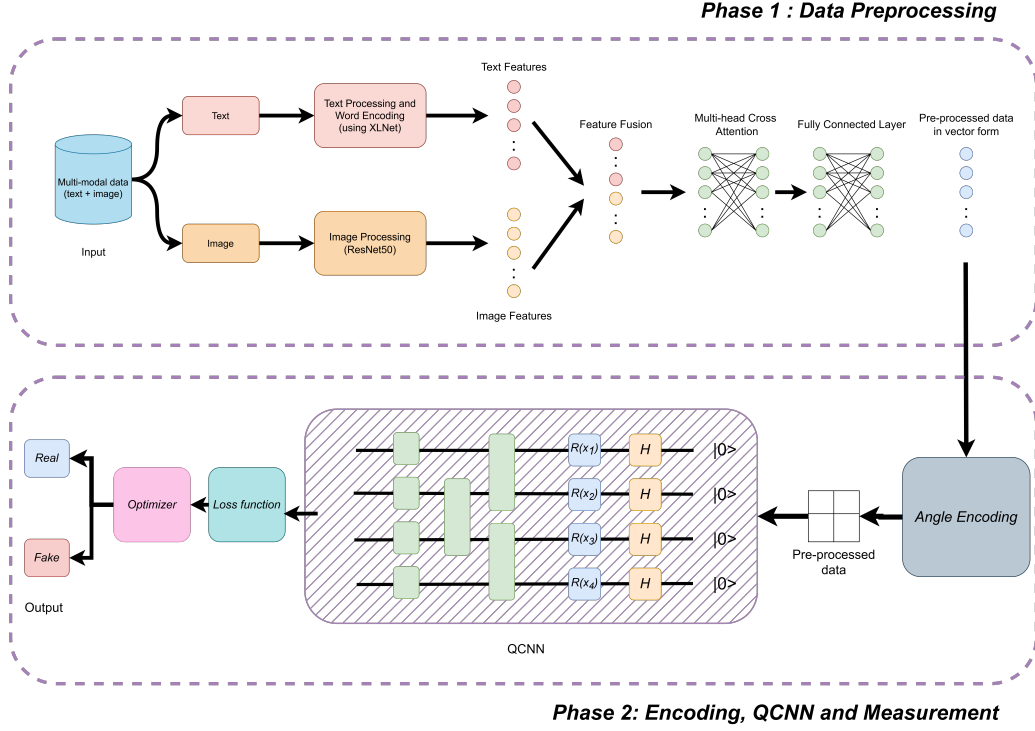 Phase 1 : Data Preprocessing
Multi-modal data
(text + image)
Input
Text
Image
Text Processing and
Word Encoding
(using XLNet)
Image Processing
(ResNet50)
Text Features
Image Features
Feature Fusion
Multi-head Cross
Attention
Fully Connected Layer
Pre-processed data
in vector form
Real
Fake
Output
Optimizer
Loss function
R(x1) H |0>
R(x2) H |0>
R(x3) H |0>
R(x4) H |0>
QCNN
Pre-processed
data
Angle Encoding
Phase 2: Encoding, QCNN and Measurement